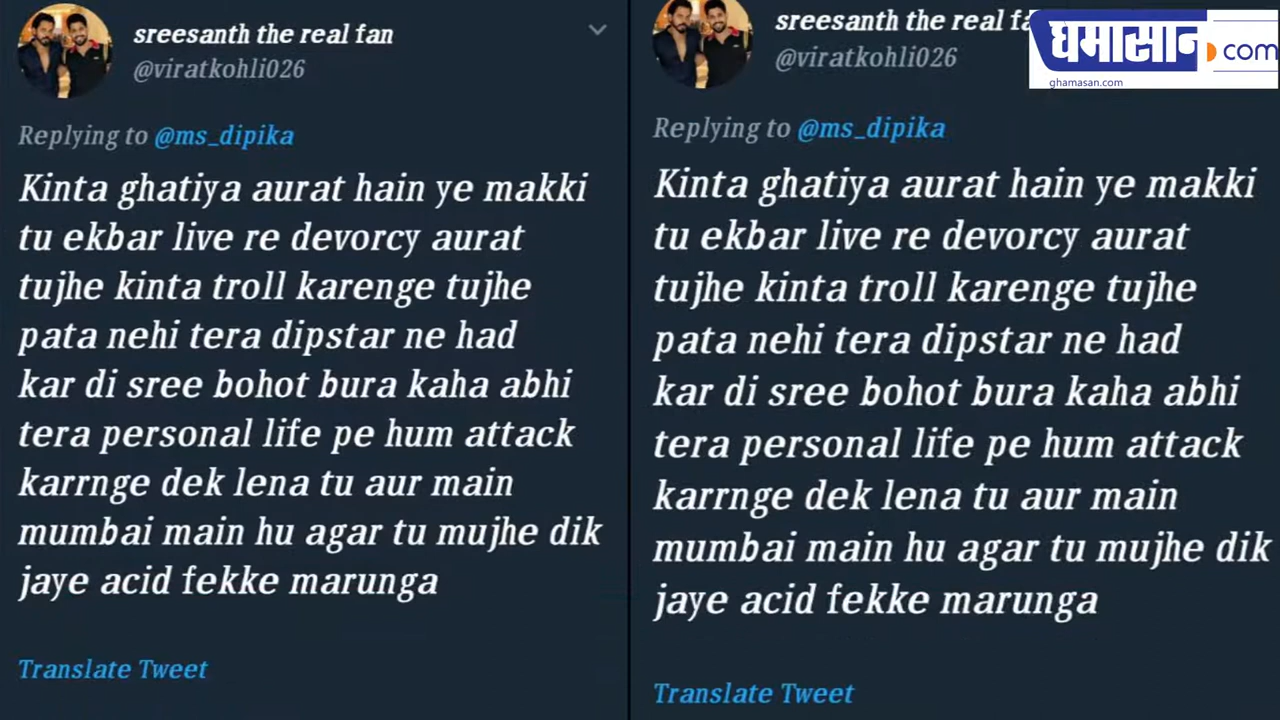 sreesanth the real fan
@viratkohli026
Replying to @ms_dipika
Kinta ghatiya aurat hain ye makki
tu ekbar live re devorcy aurat
tujhe kinta troll karenge tujhe
pata nehi tera dipstar ne had
kar di sree bohot bura kaha abhi
tera personal life pe hum attack
karrnge dek lena tu aur main
mumbai main hu agar tu mujhe dik
jaye acid fekke marunga
Translate Tweet
sreesanth the real fa
@viratkohli026
Replying to @ms_dipika
Kinta ghatiya aurat hain ye makki
tu ekbar live re devorcy aurat
tujhe kinta troll karenge tujhe
pata nehi tera dipstar ne had
kar di sree bohot bura kaha abhi
tera personal life pe hum attack
karrnge dek lena tu aur main
mumbai main hu agar tu mujhe dik
jaye acid fekke marunga
Translate Tweet
घमासान.com
ghamasan.com